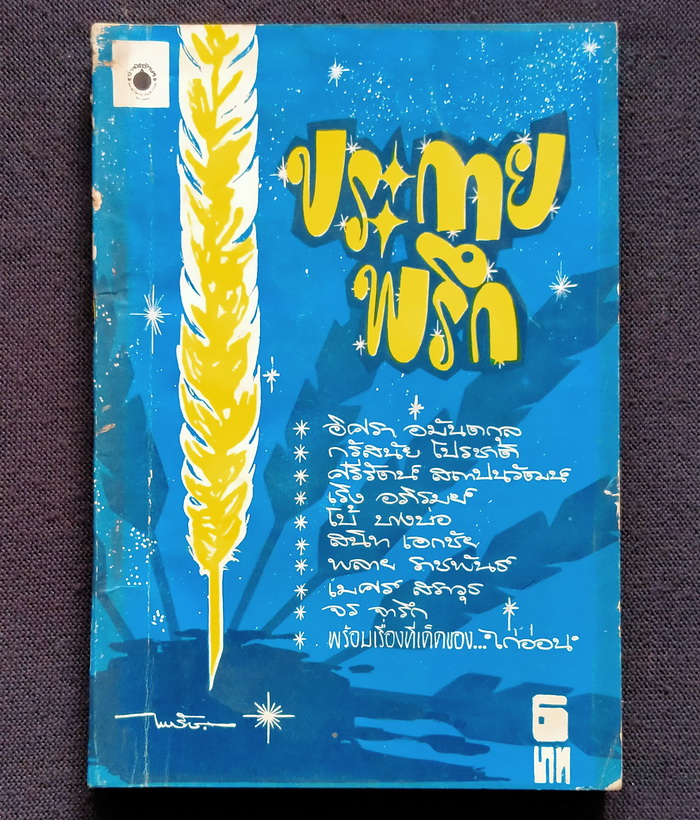 ประกาย
พรึก
อิศรา อมันตกุล
กรัสนัย โปรชาติ
ศรีรัตน์ สถาปนวัฒน์
เริง อภิรมย์
โป๊ บางบ่อ
สนิท เอกชัย
พลาย ราชพันธ์
เมศร์ สราวุธ
จร จารึก
พร้อมเรื่องที่เด็ดของ... "ไก่อ่อน"
6
บาท